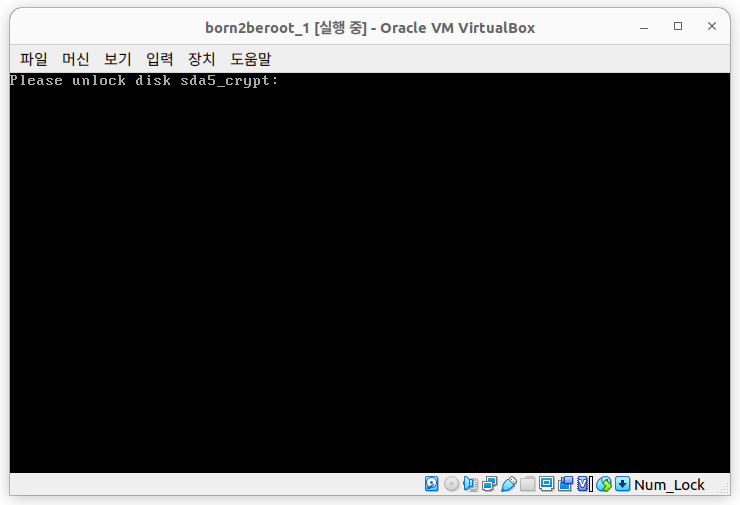 born2beroot_1 [실행 중] - Oracle VM VirtualBox
파일 머신 보기 입력 장치 도움말
Please unlock disk sda5_crypt:
Num_Lock